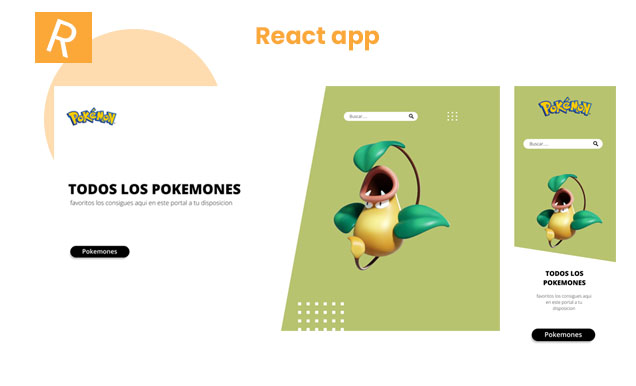 R
React app
POKéMON
TODOS LOS POKEMONES
favoritos los consigues aqui en este portal a tu disposicion
Pokemones
Buscar ...
POKéMON
Buscar ...
TODOS LOS
POKEMONES
favoritos los consigues aqui
en este portal a tu
disposicion
Pokemones